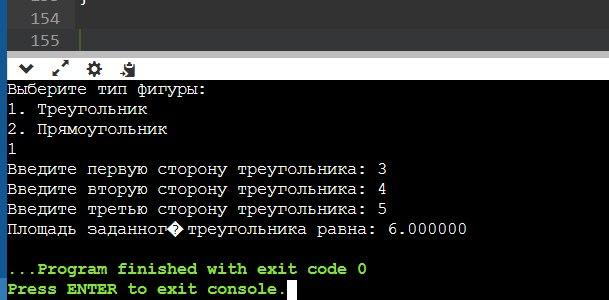 154
155
Выберите тип фигуры:
1. Треугольник
2. Прямоугольник
1
Введите первую сторону треугольника: 3
Введите вторую сторону треугольника: 4
Введите третью сторону треугольника: 5
Площадь заданног�треугольника равна: 6.000000
...Program finished with exit code 0
Press ENTER to exit console.